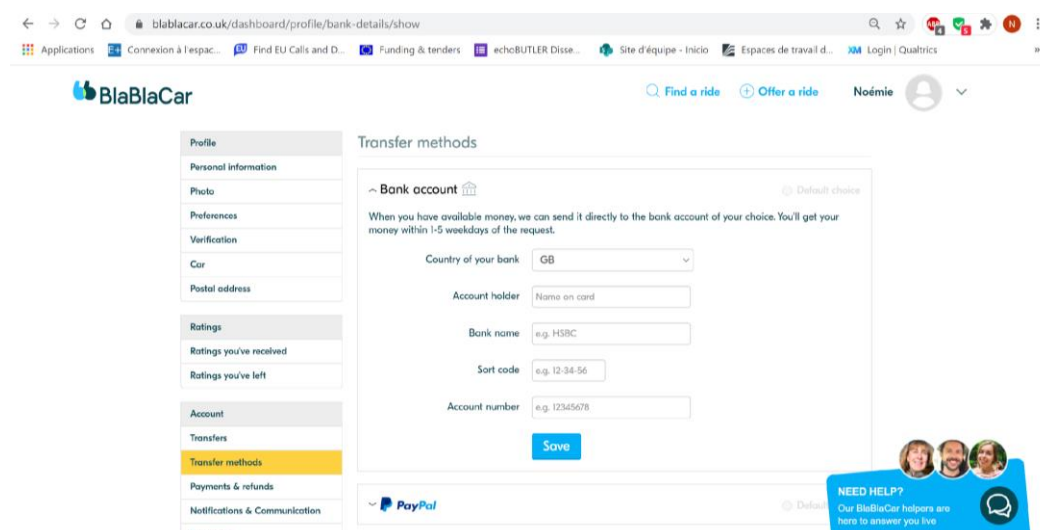 blablacar.co.uk/dashboard/profile/bank-details/show
N
Applications Connexion à l'espac... Find EU Calls and D... Funding & tenders echoBUTLER Disse... Site d'équipe - Inicio Espaces de travail d... XM Login | Qualtrics »
BlaBlaCar
Find a ride Offer a ride Noémie
Profile
Personal information
Photo
Preferences
Verification
Car
Postal address
Ratings
Ratings you've received
Ratings you've left
Account
Transfers
Transfer methods
Payments & refunds
Notifications & Communication
Transfer methods
Bank account Default choice
When you have available money, we can send it directly to the bank account of your choice. You'll get your
money within 1-5 weekdays of the request.
Country of your bank GB
Account holder Name on card
Bank name e.g. HSBC
Sort code e.g. 12-34-56
Account number e.g. 12345678
Save
PayPal
NEED HELP?
Our BlaBlaCar helpers are
here to answer you live